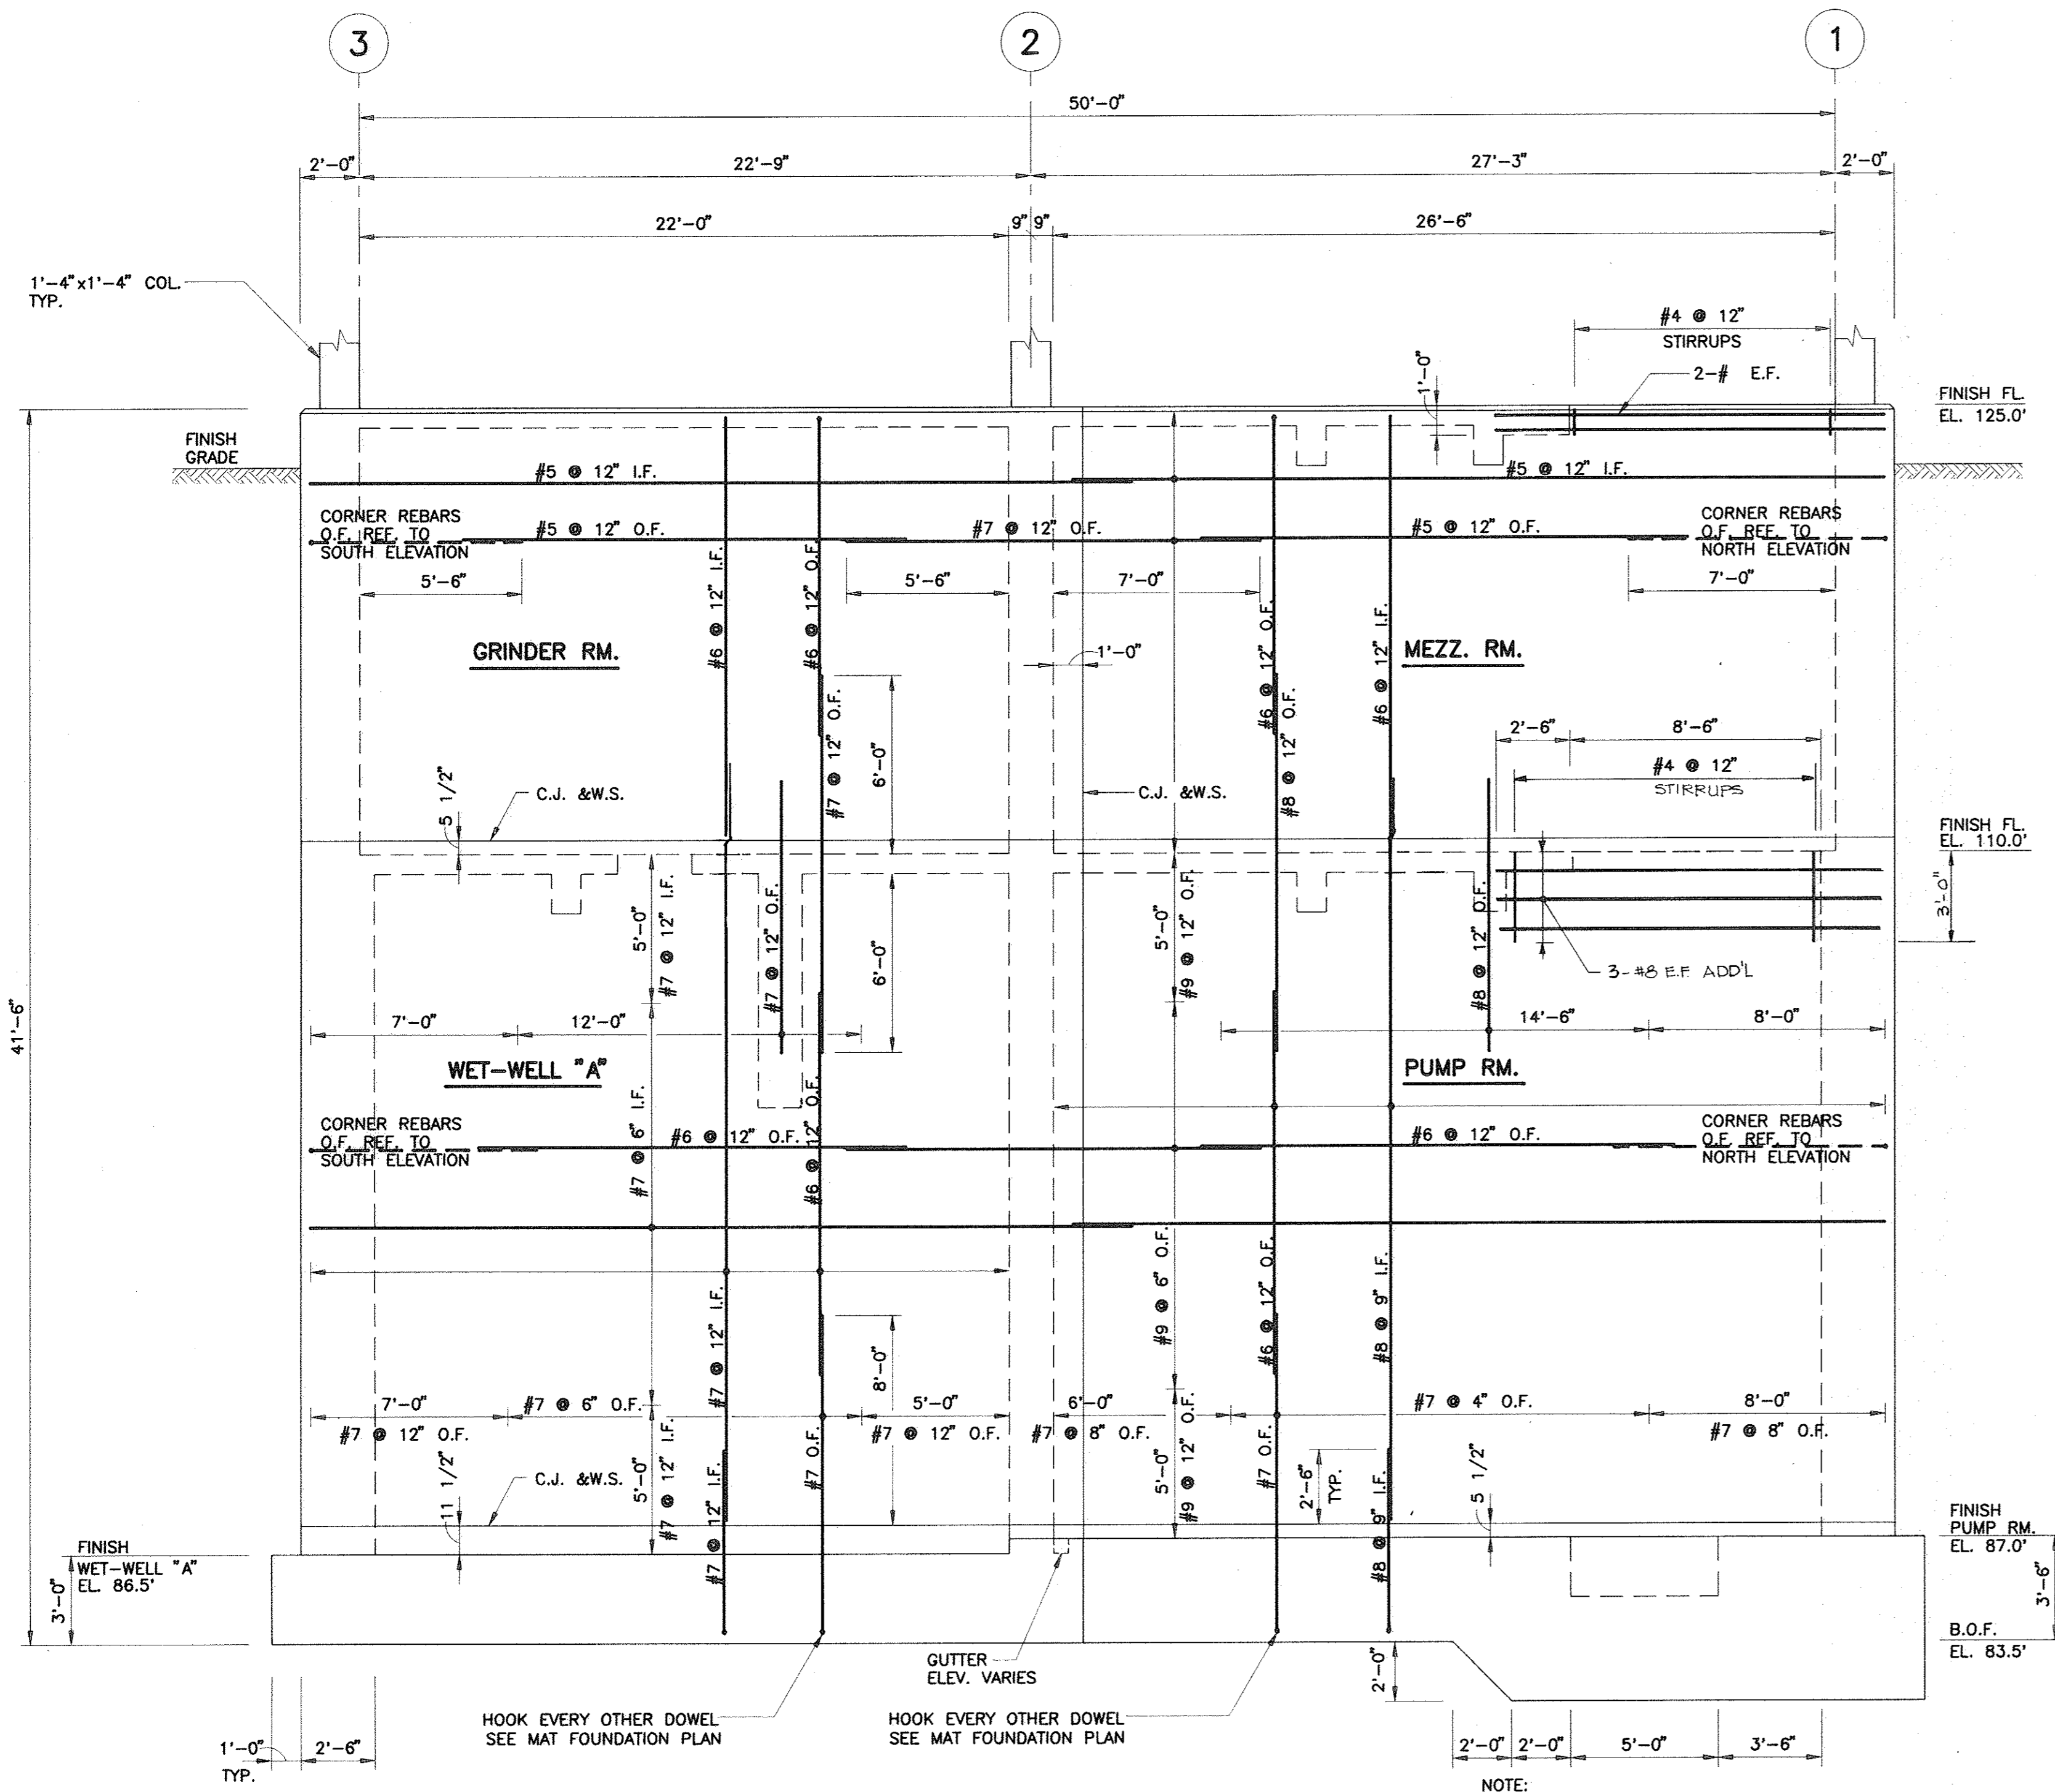 3
2
1
50'-0"
2'-0"
22'-9"
27'-3"
2'-0"
22'-0"
9" 9"
26'-6"
1'-4"x1'-4" COL.
TYP.
#4 @ 12"
STIRRUPS
1'-0"
2-#  E.F.
FINISH FL.
EL. 125.0'
FINISH
GRADE
#5 @ 12" I.F.
#5 @ 12" I.F.
CORNER REBARS
O.F. REF. TO
SOUTH ELEVATION
#5 @ 12" O.F.
#7 @ 12" O.F.
#5 @ 12" O.F.
CORNER REBARS
O.F. REF. TO
NORTH ELEVATION
5'-6"
#6 @ 12" I.F.
#6 @ 12" O.F.
5'-6"
7'-0"
7'-0"
GRINDER RM.
1'-0"
#6 @ 12" O.F.
#6 @ 12" I.F.
MEZZ. RM.
#7 @ 12" O.F.
6'-0"
#8 @ 12" O.F.
2'-6"
8'-6"
#4 @ 12"
STIRRUPS
5 1/2"
C.J. &W.S.
C.J. &W.S.
FINISH FL.
EL. 110.0'
3'-0"
5'-0"
#7 @ 12" I.F.
#7 @ 12" O.F.
6'-0"
5'-0"
#9 @ 12" O.F.
#8 @ 12" O.F.
3-#8 E.F. ADD'L
41'-6"
7'-0"
12'-0"
14'-6"
8'-0"
WET-WELL "A"
PUMP RM.
CORNER REBARS
O.F. REF. TO
SOUTH ELEVATION
#7 @ 6" I.F.
#6 @ 12" O.F.
#6 @ 12" O.F.
#6 @ 12" O.F.
CORNER REBARS
O.F. REF. TO
NORTH ELEVATION
#7 @ 12" I.F.
8'-0"
#9 @ 6" O.F.
#6 @ 12" O.F.
#8 @ 9" I.F.
7'-0"
#7 @ 6" O.F.
5'-0"
6'-0"
#7 @ 4" O.F.
8'-0"
#7 @ 12" O.F.
#7 @ 12" O.F.
#7 @ 8" O.F.
#7 @ 8" O.F.
11 1/2"
C.J. &W.S.
5'-0"
#7 @ 12" I.F.
#7 @ 12" I.F.
#7 O.F.
5'-0"
#9 @ 12" O.F.
#7 O.F.
2'-6"
TYP.
#8 @ 9" I.F.
5 1/2"
FINISH
WET-WELL "A"
EL. 86.5'
3'-0"
FINISH
PUMP RM.
EL. 87.0'
3'-6"
B.O.F.
EL. 83.5'
GUTTER
ELEV. VARIES
2'-0"
HOOK EVERY OTHER DOWEL
SEE MAT FOUNDATION PLAN
HOOK EVERY OTHER DOWEL
SEE MAT FOUNDATION PLAN
1'-0"
TYP.
2'-6"
2'-0"
2'-0"
5'-0"
3'-6"
NOTE: